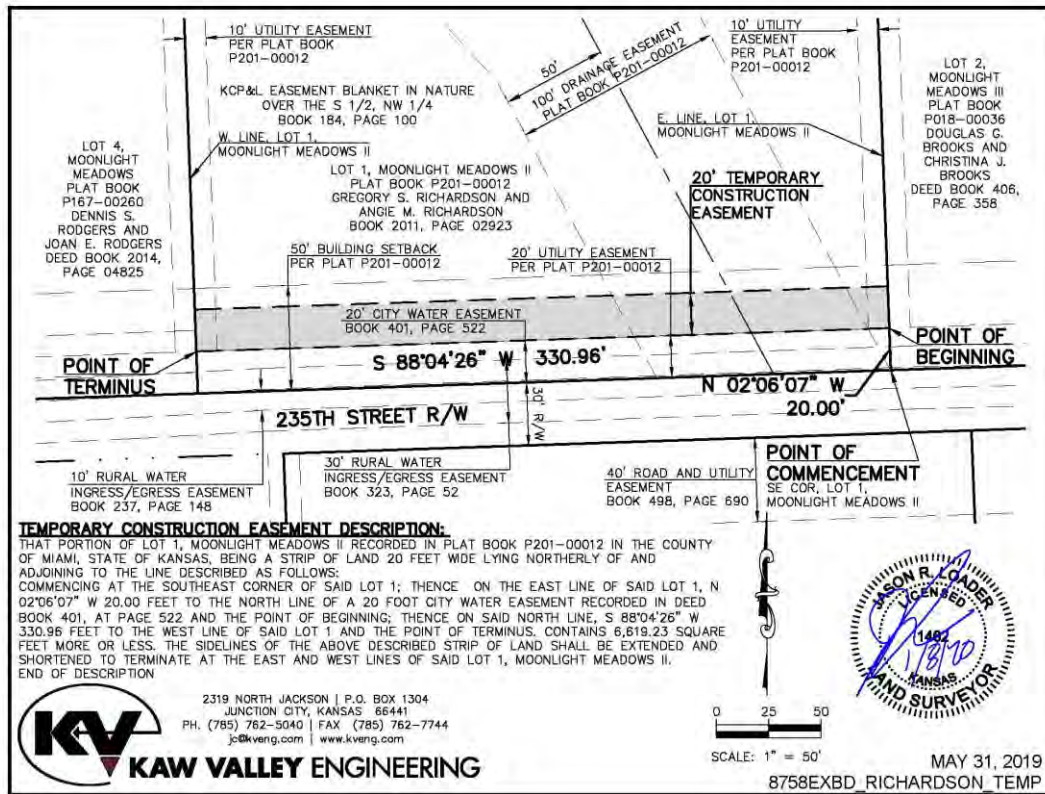 10' UTILITY EASEMENT
PER PLAT BOOK
P201-00012
KCP&L EASEMENT BLANKET IN NATURE
OVER THE S 1/2, NW 1/4
BOOK 184, PAGE 100
W. LINE, LOT 1,
MOONLIGHT MEADOWS II
50'
100' DRAINAGE EASEMENT
PLAT BOOK P201-00012
10' UTILITY
EASEMENT
PER PLAT BOOK
P201-00012
E. LINE, LOT 1,
MOONLIGHT MEADOWS II
LOT 2,
MOONLIGHT
MEADOWS III
PLAT BOOK
P018-00036
DOUGLAS G.
BROOKS AND
CHRISTINA J.
BROOKS
DEED BOOK 406,
PAGE 358
LOT 4,
MOONLIGHT
MEADOWS
PLAT BOOK
P167-00260
DENNIS S.
RODGERS AND
JOAN E. RODGERS
DEED BOOK 2014,
PAGE 04825
LOT 1, MOONLIGHT MEADOWS II
PLAT BOOK P201-00012
GREGORY S. RICHARDSON AND
ANGIE M. RICHARDSON
BOOK 2011, PAGE 02923
20' TEMPORARY
CONSTRUCTION
EASEMENT
50' BUILDING SETBACK
PER PLAT P201-00012
20' UTILITY EASEMENT
PER PLAT P201-00012
20' CITY WATER EASEMENT
BOOK 401, PAGE 522
POINT OF
TERMINUS
S 88°04'26" W 330.96'
POINT OF
BEGINNING
N 02°06'07" W
20.00'
235TH STREET R/W
30' R/W
10' RURAL WATER
INGRESS/EGRESS EASEMENT
BOOK 237, PAGE 148
30' RURAL WATER
INGRESS/EGRESS EASEMENT
BOOK 323, PAGE 52
40' ROAD AND UTILITY
EASEMENT
BOOK 498, PAGE 690
POINT OF
COMMENCEMENT
SE COR, LOT 1,
MOONLIGHT MEADOWS II
TEMPORARY CONSTRUCTION EASEMENT DESCRIPTION:
THAT PORTION OF LOT 1, MOONLIGHT MEADOWS II RECORDED IN PLAT BOOK P201-00012 IN THE COUNTY
OF MIAMI, STATE OF KANSAS, BEING A STRIP OF LAND 20 FEET WIDE LYING NORTHERLY OF AND
ADJOINING TO THE LINE DESCRIBED AS FOLLOWS:
COMMENCING AT THE SOUTHEAST CORNER OF SAID LOT 1; THENCE ON THE EAST LINE OF SAID LOT 1, N
02°06'07" W 20.00 FEET TO THE NORTH LINE OF A 20 FOOT CITY WATER EASEMENT RECORDED IN DEED
BOOK 401, AT PAGE 522 AND THE POINT OF BEGINNING; THENCE ON SAID NORTH LINE, S 88°04'26" W
330.96 FEET TO THE WEST LINE OF SAID LOT 1 AND THE POINT OF TERMINUS. CONTAINS 6,619.23 SQUARE
FEET MORE OR LESS. THE SIDELINES OF THE ABOVE DESCRIBED STRIP OF LAND SHALL BE EXTENDED AND
SHORTENED TO TERMINATE AT THE EAST AND WEST LINES OF SAID LOT 1, MOONLIGHT MEADOWS II.
END OF DESCRIPTION
JASON R. LOADER
LICENSED
1402
1/8/20
KANSAS
LAND SURVEYOR
KV
2319 NORTH JACKSON | P.O. BOX 1304
JUNCTION CITY, KANSAS 66441
PH. (785) 762-5040 | FAX (785) 762-7744
jc@kveng.com | www.kveng.com
KAW VALLEY ENGINEERING
0 25 50
SCALE: 1" = 50'
MAY 31, 2019
8758EXBD_RICHARDSON_TEMP